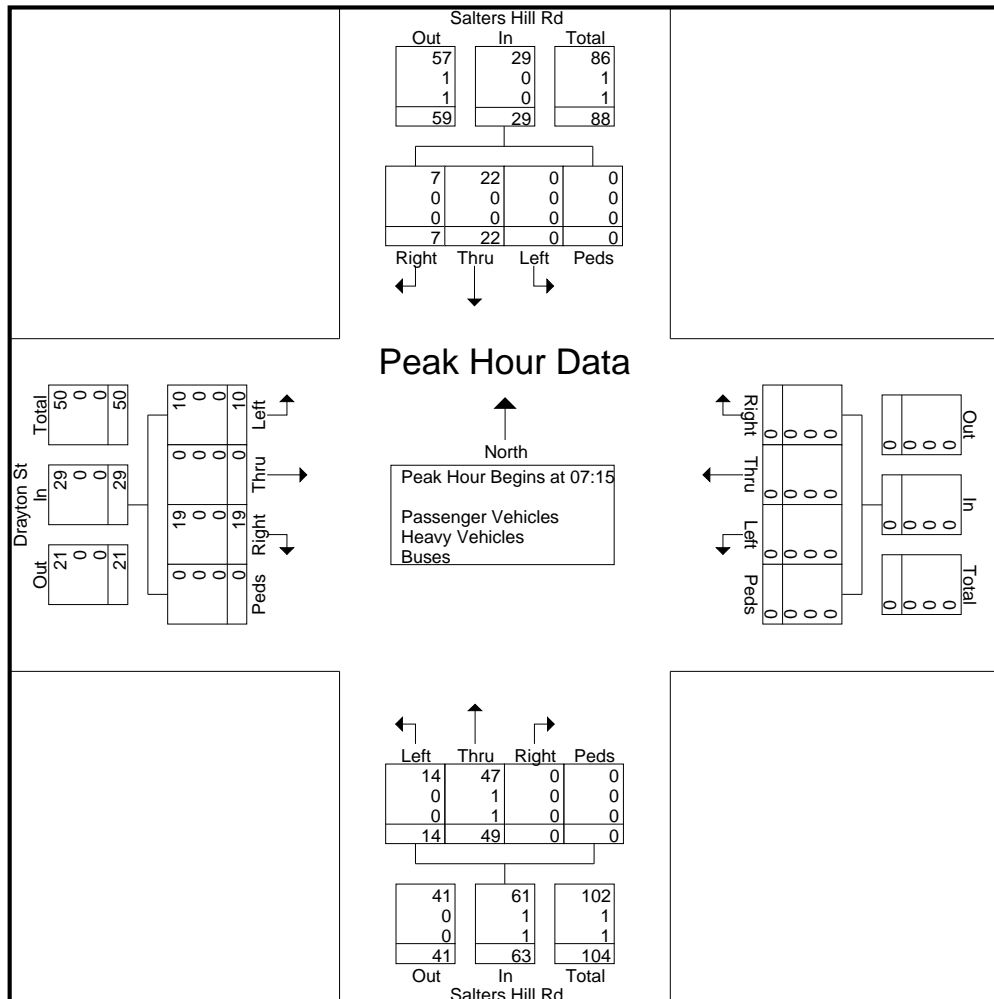 Salters Hill Rd
Out In Total
57 29 86
1 0 1
1 0 1
59 29 88
7 22 0 0
0 0 0 0
0 0 0 0
7 22 0 0
Right Thru Left Peds
Peak Hour Data
North
Peak Hour Begins at 07:15
Passenger Vehicles
Heavy Vehicles
Buses
Drayton St
Total In Out
50 29 21
0 0 0
0 0 0
50 29 21
10 0 19 0
0 0 0 0
0 0 0 0
10 0 19 0
Left Thru Right Peds
Right Thru Left Peds
0 0 0 0
0 0 0 0
0 0 0 0
0 0 0 0
Out In Total
0 0 0
0 0 0
0 0 0
0 0 0
Left Thru Right Peds
14 47 0 0
0 1 0 0
0 1 0 0
14 49 0 0
41 61 102
0 1 1
0 1 1
41 63 104
Out In Total
Salters Hill Rd